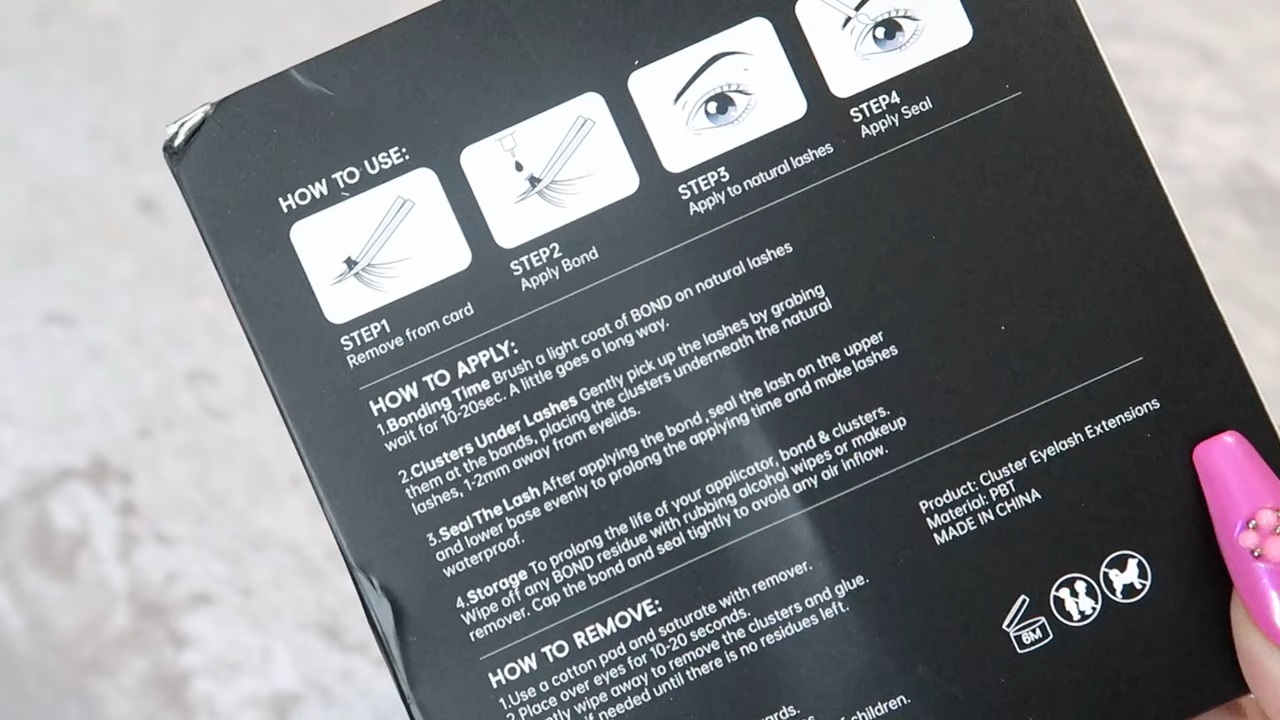 HOW TO USE:
STEP1
Remove from card
STEP2
Apply Bond
STEP3
Apply to natural lashes
STEP4
Apply Seal
HOW TO APPLY:
1.Bonding Time Brush a light coat of BOND on natural lashes
wait for 10-20sec. A little goes a long way.
2.Clusters Under Lashes Gently pick up the lashes by grabing
them at the bands, placing the clusters underneath the natural
lashes, 1-2mm away from eyelids.
3.Seal The Lash After applying the bond ,seal the lash on the upper
and lower base evenly to prolong the applying time and make lashes
waterproof.
4.Storage To prolong the life of your applicator, bond & clusters.
Wipe off any BOND residue with rubbing alcohol wipes or makeup
remover. Cap the bond and seal tightly to avoid any air inflow.
HOW TO REMOVE:
1.Use a cotton pad and saturate with remover.
2.Place over eyes for 10-20 seconds.
wipe away to remove the clusters and glue.
if needed until there is no residues left.
of children.
Product: Cluster Eyelash Extensions
Material: PBT
MADE IN CHINA
6M